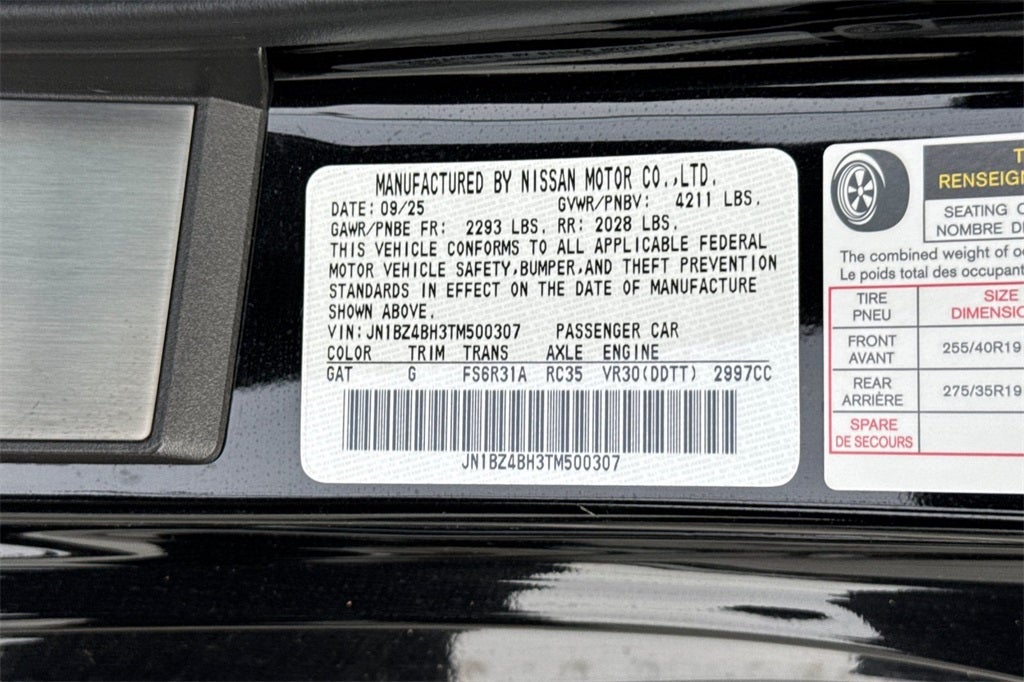 MANUFACTURED BY NISSAN MOTOR CO.,LTD.
DATE: 09/25 GVWR/PNBV: 4211 LBS.
GAWR/PNBE FR: 2293 LBS. RR: 2028 LBS.
THIS VEHICLE CONFORMS TO ALL APPLICABLE FEDERAL
MOTOR VEHICLE SAFETY,BUMPER,AND THEFT PREVENTION
STANDARDS IN EFFECT ON THE DATE OF MANUFACTURE
SHOWN ABOVE.
VIN:JN1BZ4BH3TM500307 PASSENGER CAR
COLOR TRIM TRANS AXLE ENGINE
GAT G FS6R31A RC35 VR30(DDTT) 2997CC
JN1BZ4BH3TM500307
T
RENSEIGN
SEATING C
NOMBRE D
The combined weight of oc
Le poids total des occupant
TIRE SIZE
PNEU DIMENSIO
FRONT
AVANT 255/40R19
REAR
ARRIÈRE 275/35R19
SPARE
DE SECOURS